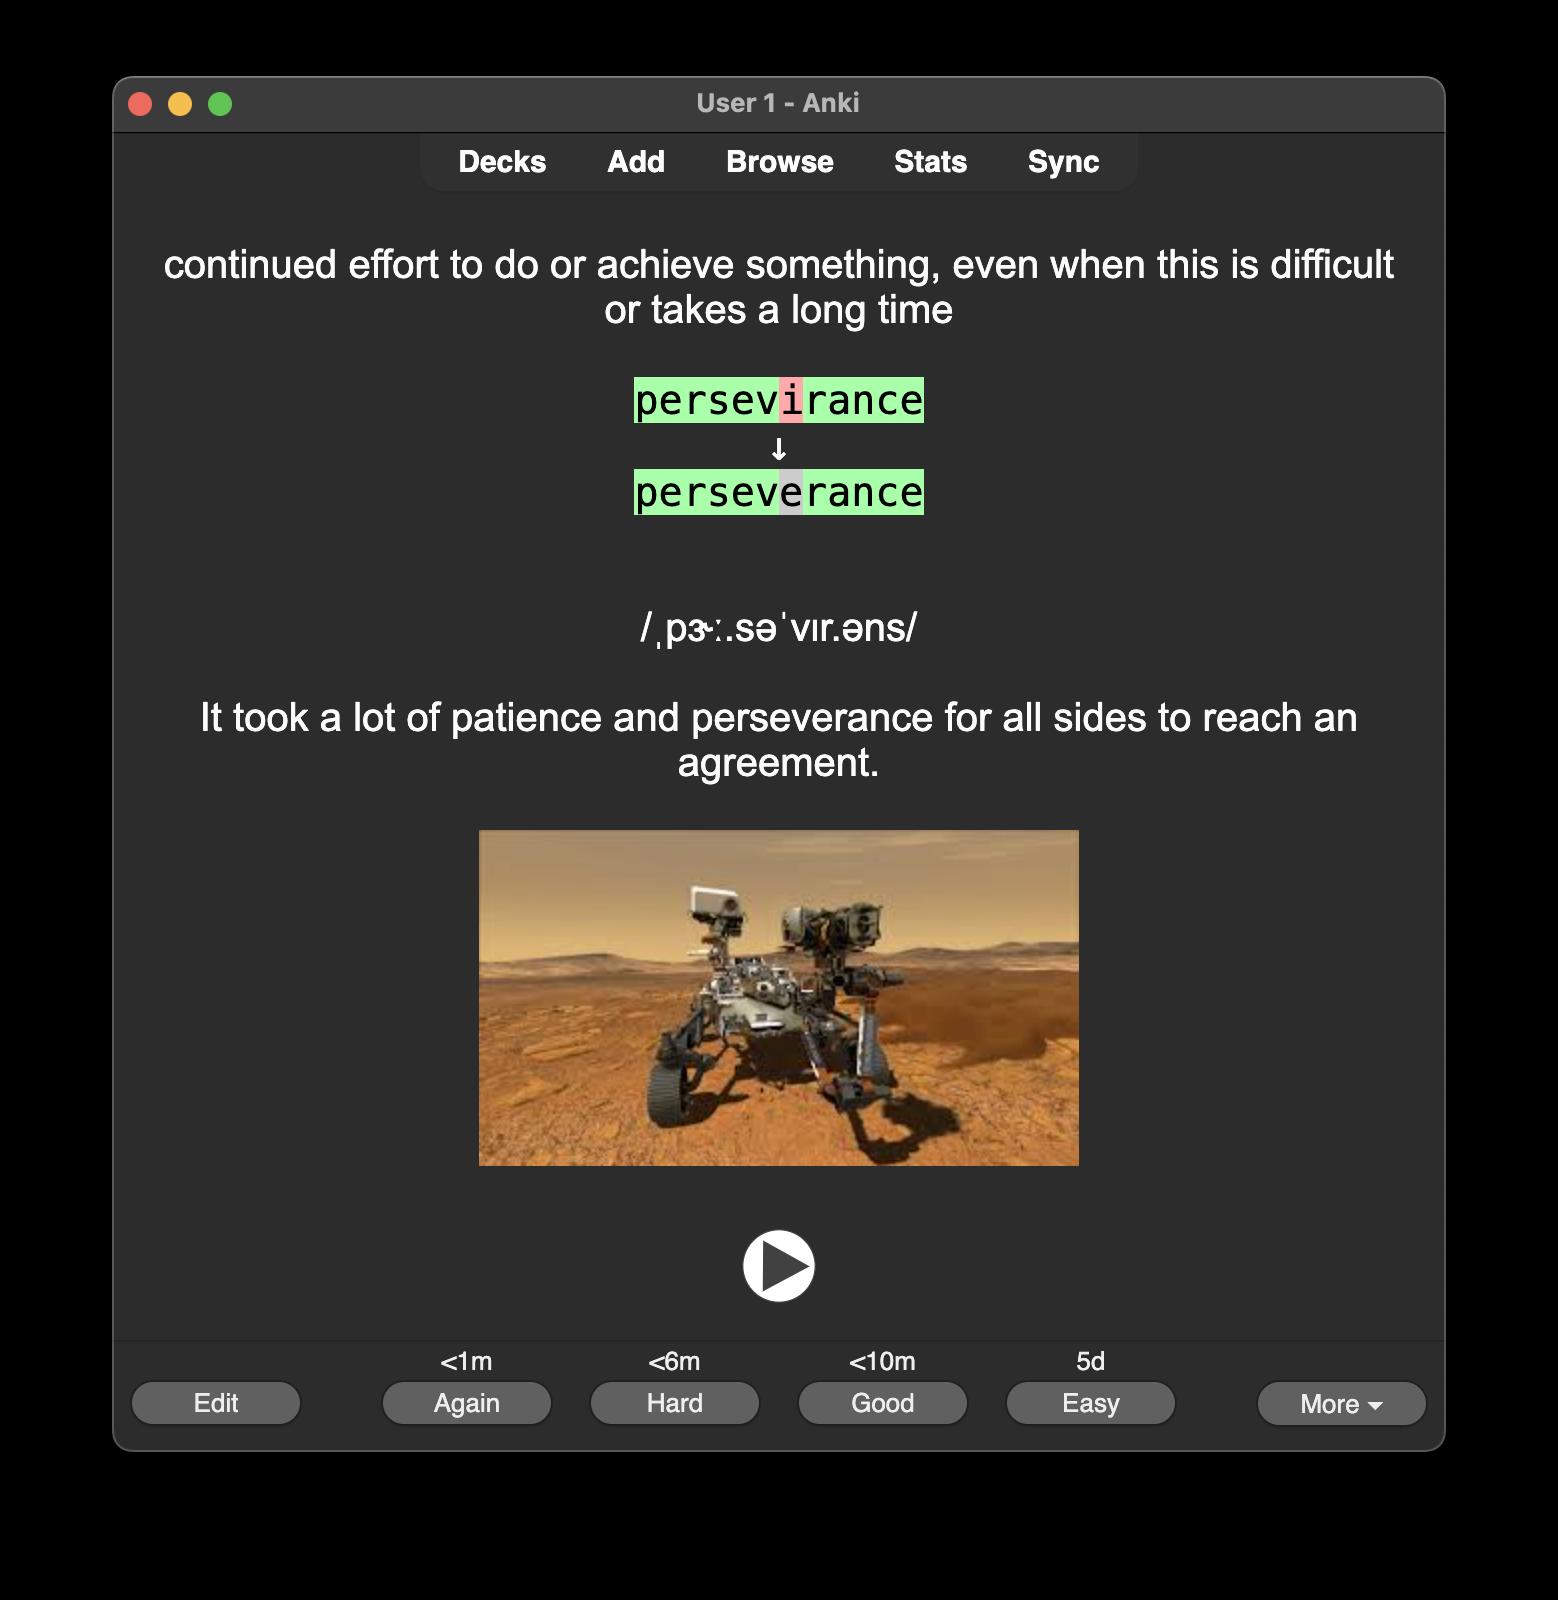 User 1 - Anki
Decks Add Browse Stats Sync
continued effort to do or achieve something, even when this is difficult
or takes a long time
persevirance
↓
perseverance
/ˌpɝː.səˈvɪr.əns/
It took a lot of patience and perseverance for all sides to reach an
agreement.
<1m <6m <10m 5d
Edit Again Hard Good Easy More